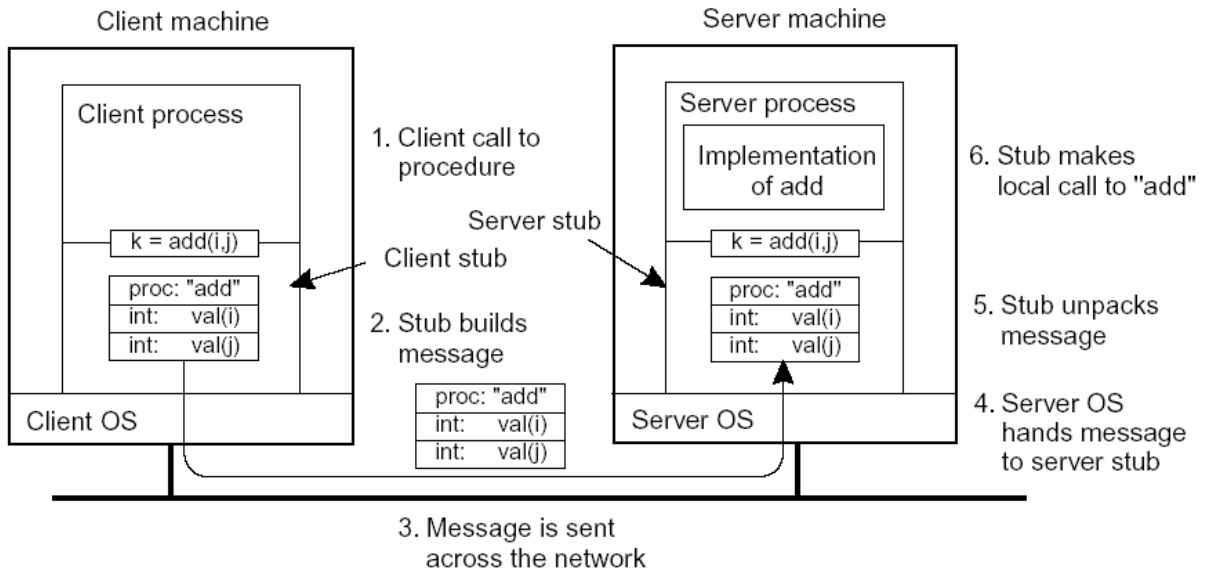 Client machine
Server machine
Client process
1. Client call to
procedure
Server process
Implementation
of add
6. Stub makes
local call to "add"
Server stub
k = add(i,j)
k = add(i,j)
Client stub
proc: "add"
int: val(i)
int: val(j)
2. Stub builds
message
proc: "add"
int: val(i)
int: val(j)
5. Stub unpacks
message
proc: "add"
int: val(i)
int: val(j)
Client OS
Server OS
4. Server OS
hands message
to server stub
3. Message is sent
across the network